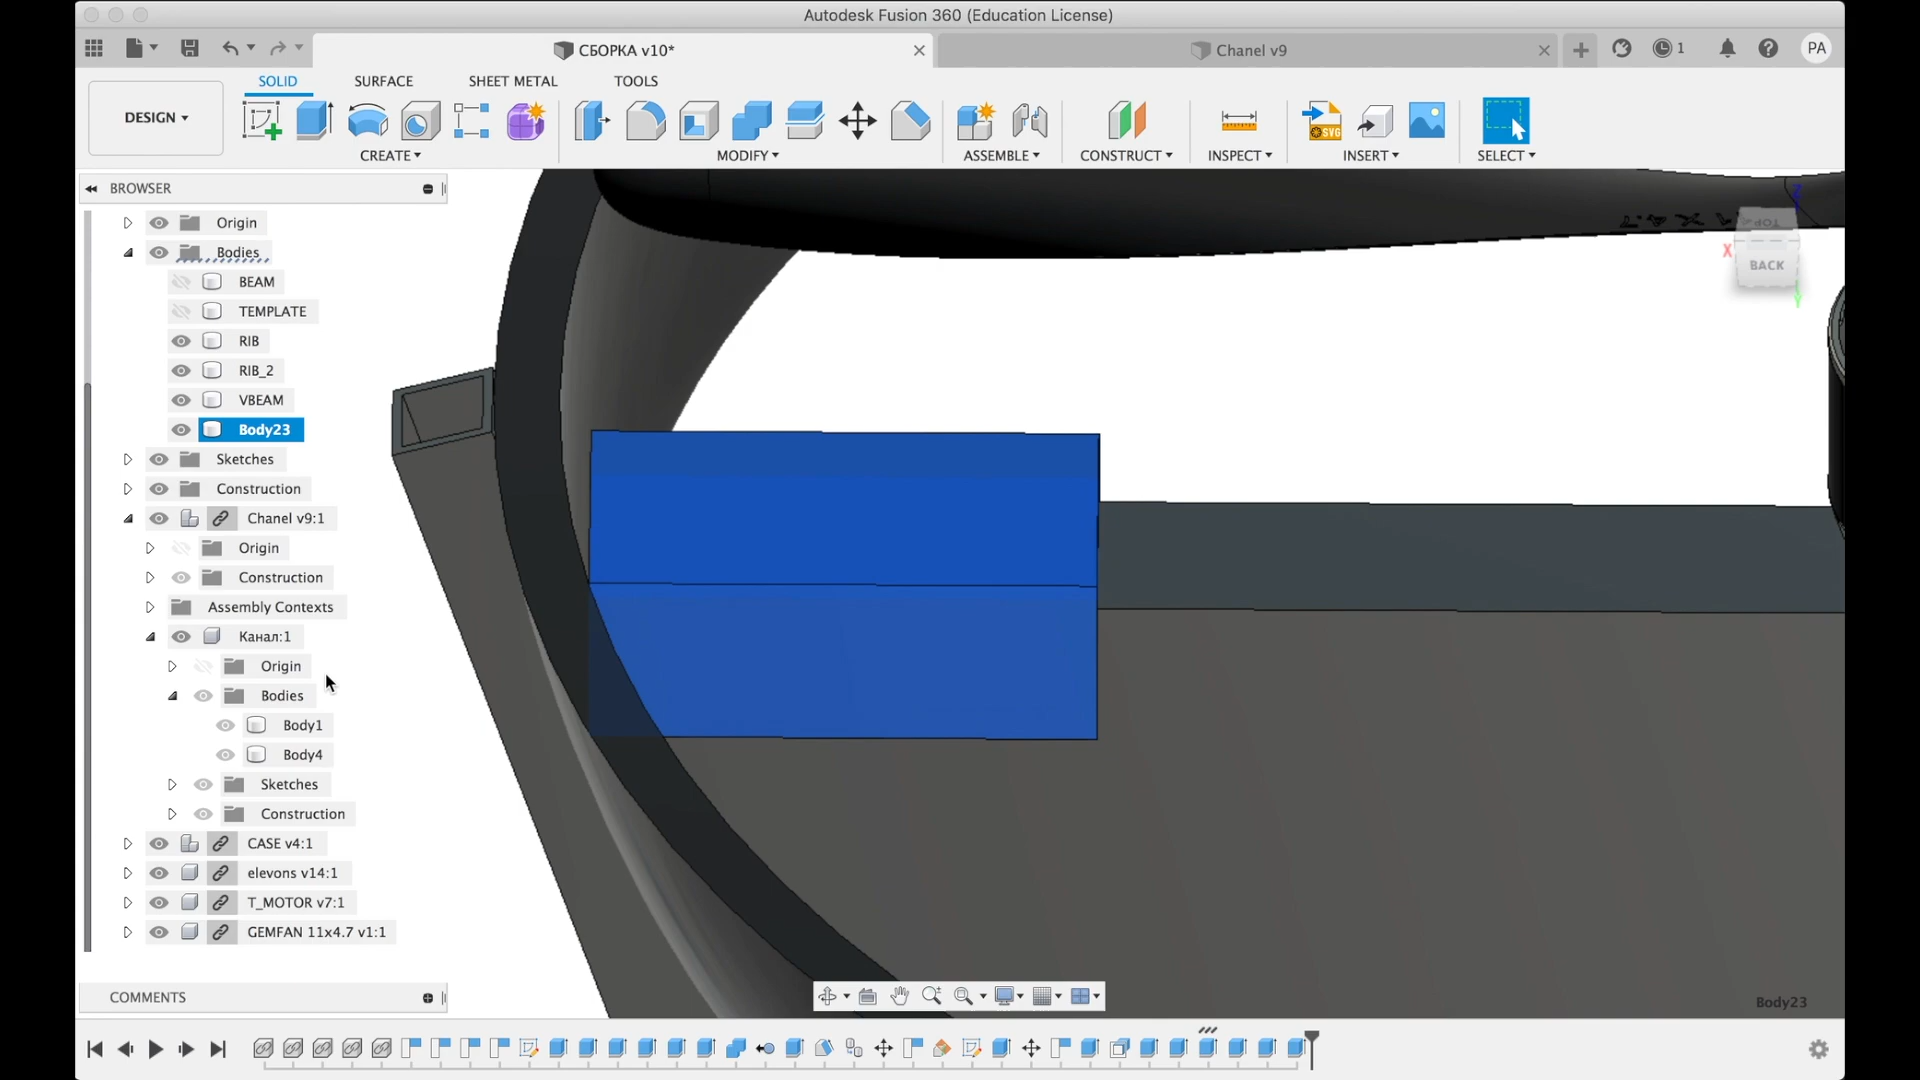 Autodesk Fusion 360 (Education License)
СБОРКА v10*
Chanel v9
1
PA
DESIGN
SOLID
SURFACE
SHEET METAL
TOOLS
CREATE
MODIFY
ASSEMBLE
CONSTRUCT
INSPECT
SVG
INSERT
SELECT
BROWSER
Origin
Bodies
BEAM
TEMPLATE
RIB
RIB_2
VBEAM
Body23
Sketches
Construction
Chanel v9:1
Origin
Construction
Assembly Contexts
Канал:1
Origin
Bodies
Body1
Body4
Sketches
Construction
CASE v4:1
elevons v14:1
T_MOTOR v7:1
GEMFAN 11x4.7 v1:1
COMMENTS
Z
X
BACK
Y
Body23